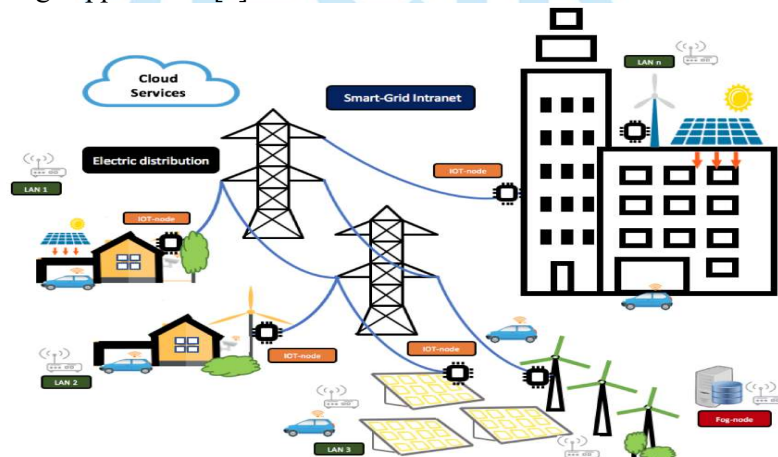 Cloud
Services
Smart-Grid Intranet
LAN n
Electric distribution
IOT-node
LAN 1
IOT-node
IOT-node
IOT-node
LAN 2
LAN 3
Fog-node